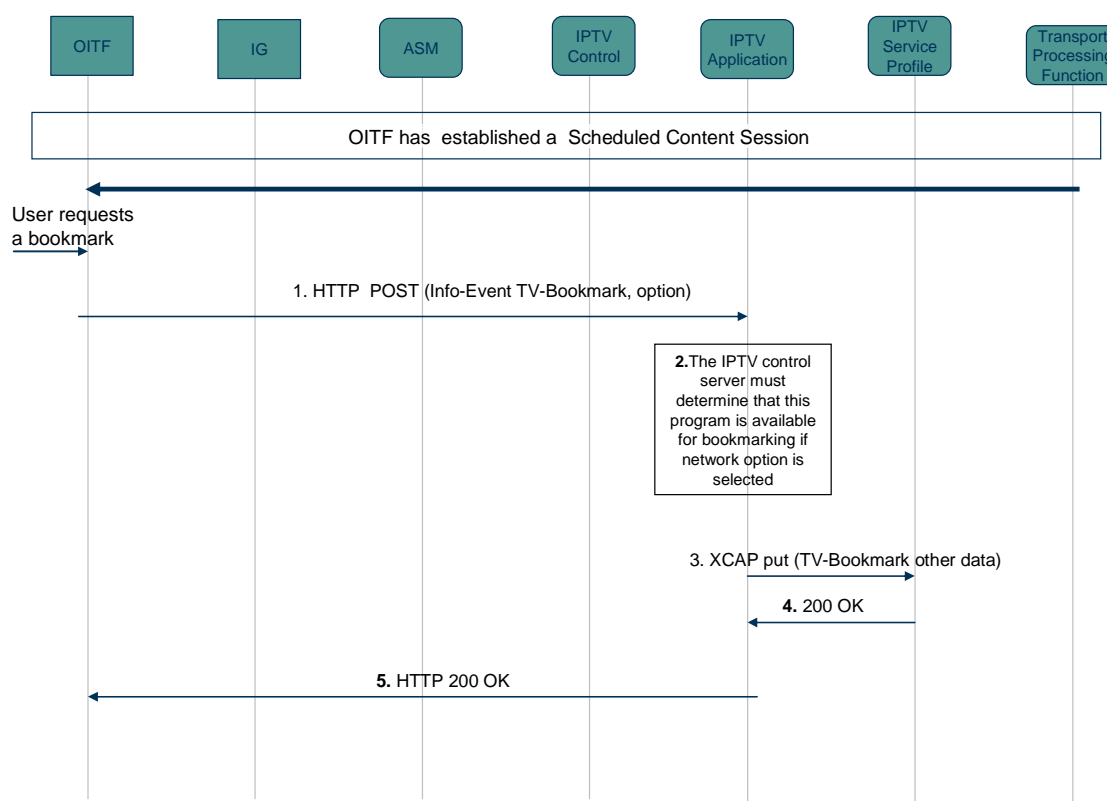 OITF
IG
ASM
IPTV
Control
IPTV
Application
IPTV
Service
Profile
Transport
Processing
Function
OITF has established a Scheduled Content Session
User requests
a bookmark
1. HTTP POST (Info-Event TV-Bookmark, option)
2.The IPTV control
server must
determine that this
program is available
for bookmarking if
network option is
selected
3. XCAP put (TV-Bookmark other data)
4. 200 OK
5. HTTP 200 OK